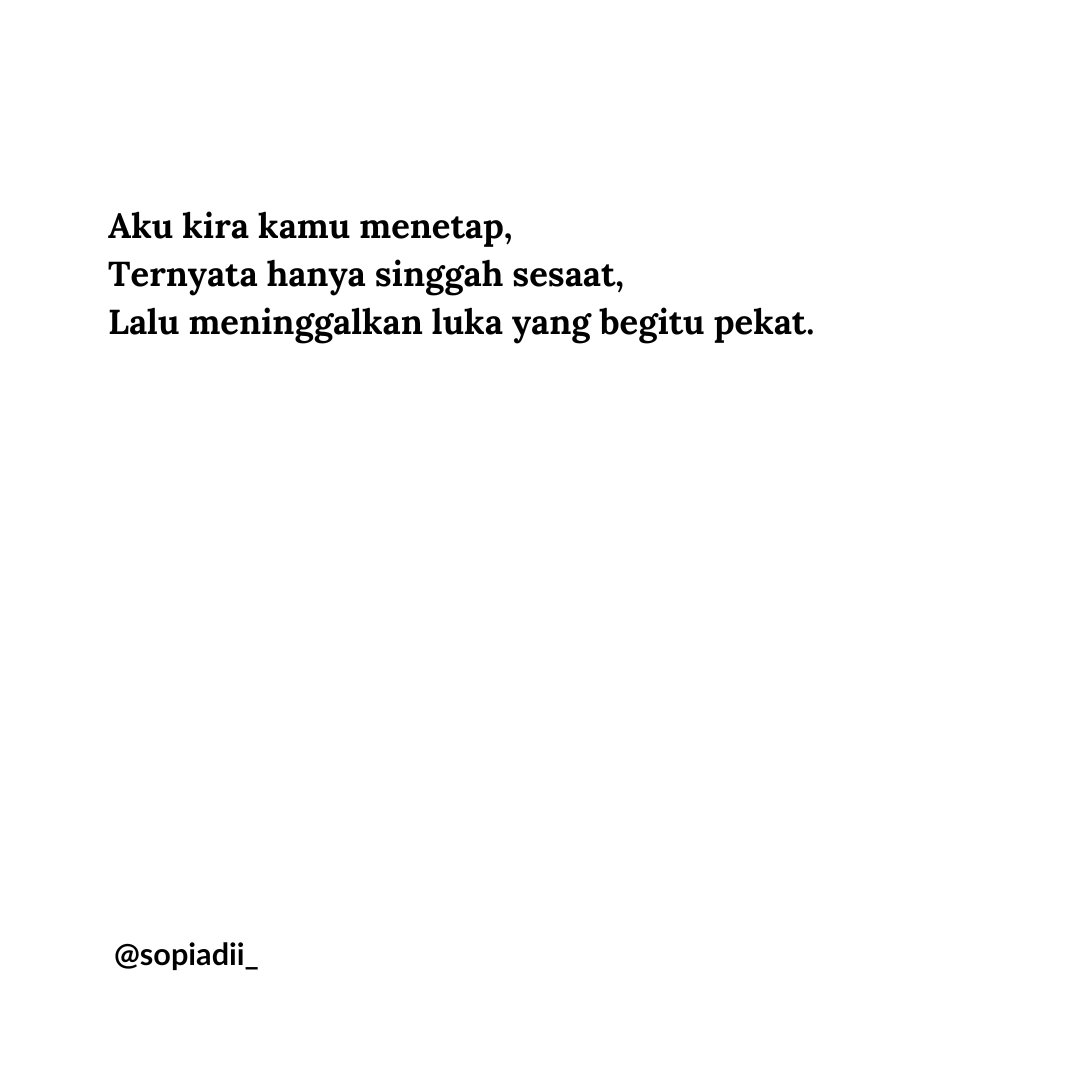 Aku kira kamu menetap,
Ternyata hanya singgah sesaat,
Lalu meninggalkan luka yang begitu pekat.
@sopiadii_